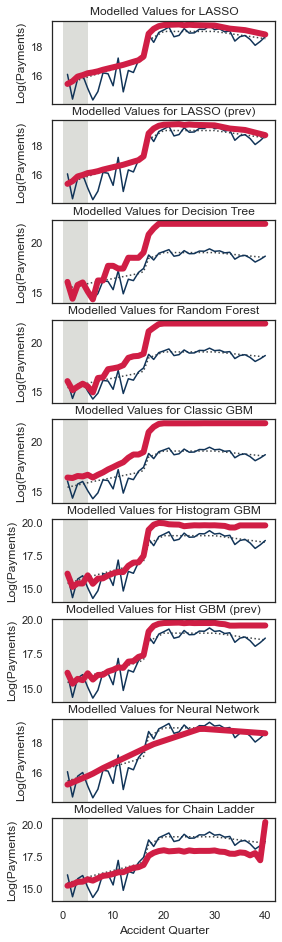 Modelled Values for LASSO
Log(Payments)
18
16
Modelled Values for LASSO (prev)
Log(Payments)
18
16
Modelled Values for Decision Tree
Log(Payments)
20
15
Modelled Values for Random Forest
Log(Payments)
20
15
Modelled Values for Classic GBM
Log(Payments)
20
15
Modelled Values for Histogram GBM
Log(Payments)
20.0
17.5
15.0
Modelled Values for Hist GBM (prev)
Log(Payments)
20.0
17.5
15.0
Modelled Values for Neural Network
Log(Payments)
18
16
Modelled Values for Chain Ladder
Log(Payments)
20.0
17.5
15.0
0 10 20 30 40
Accident Quarter